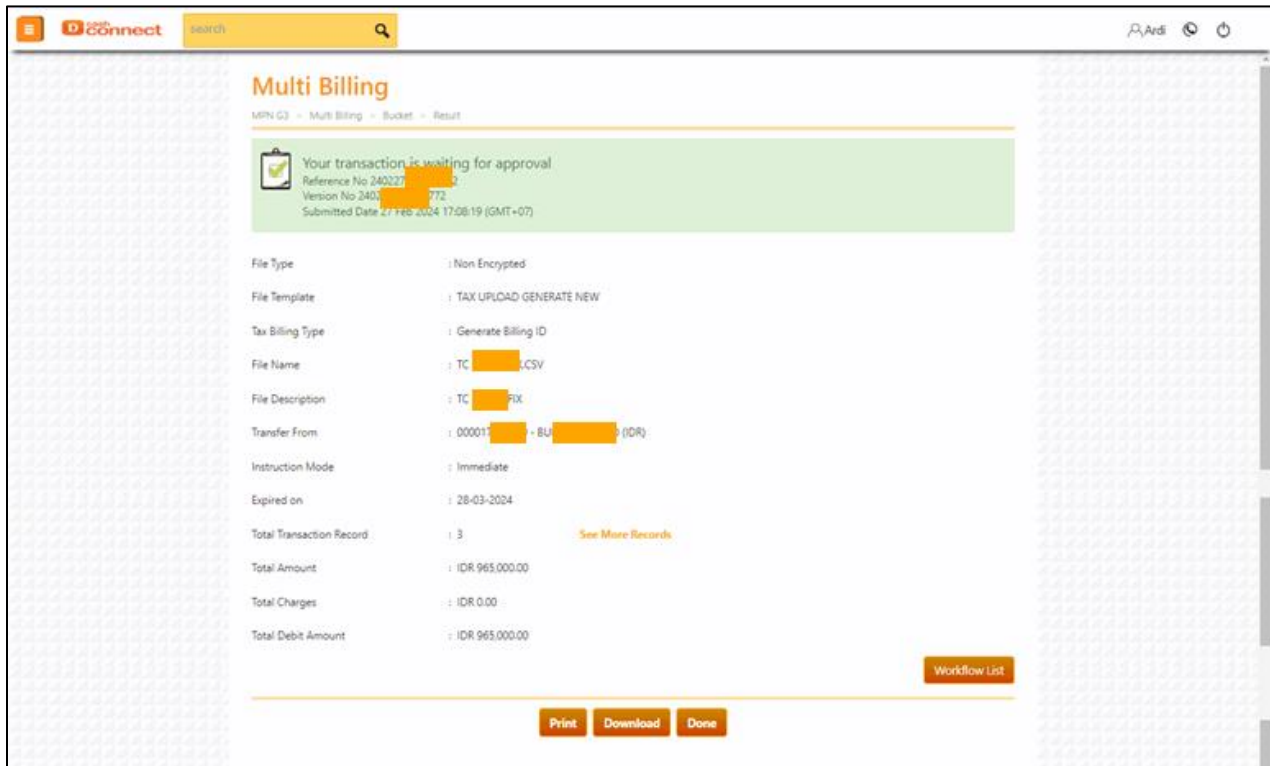 D cash connect
search
Ardi
Multi Billing
MPN G3 > Multi Billing > Bucket > Result
Your transaction is waiting for approval
Reference No 240227 2
Version No 2402 772
Submitted Date 27 Feb 2024 17:08:19 (GMT+07)
File Type : Non Encrypted
File Template : TAX UPLOAD GENERATE NEW
Tax Billing Type : Generate Billing ID
File Name : TC .CSV
File Description : TC FIX
Transfer From : 00001 - BU (IDR)
Instruction Mode : Immediate
Expired on : 28-03-2024
Total Transaction Record : 3 See More Records
Total Amount : IDR 965,000.00
Total Charges : IDR 0.00
Total Debit Amount : IDR 965,000.00
Workflow List
Print Download Done